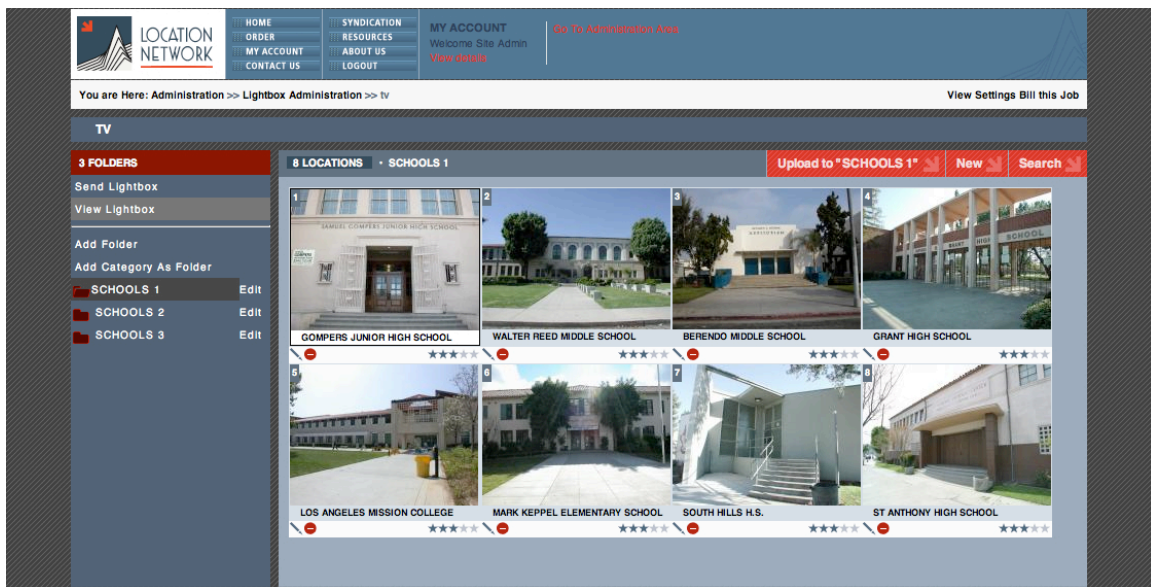 LOCATION
NETWORK
HOME
ORDER
MY ACCOUNT
CONTACT US
SYNDICATION
RESOURCES
ABOUT US
LOGOUT
MY ACCOUNT
Welcome Site Admin
View details
Go To Administration Area
You are Here: Administration >> Lightbox Administration >> tv
View Settings Bill this Job
TV
3 FOLDERS
Send Lightbox
View Lightbox
Add Folder
Add Category As Folder
SCHOOLS 1 Edit
SCHOOLS 2 Edit
SCHOOLS 3 Edit
8 LOCATIONS · SCHOOLS 1
Upload to "SCHOOLS 1" New Search
1
SAMUEL GOMPERS JUNIOR HIGH SCHOOL
GOMPERS JUNIOR HIGH SCHOOL
2
WALTER REED MIDDLE SCHOOL
3
AUDITORIUM
BERENDO MIDDLE SCHOOL
4
GRANT HIGH SCHOOL
GRANT HIGH SCHOOL
5
LOS ANGELES MISSION COLLEGE
6
MARK KEPPEL ELEMENTARY SCHOOL
7
SOUTH HILLS H.S.
8
ST ANTHONY HIGH SCHOOL